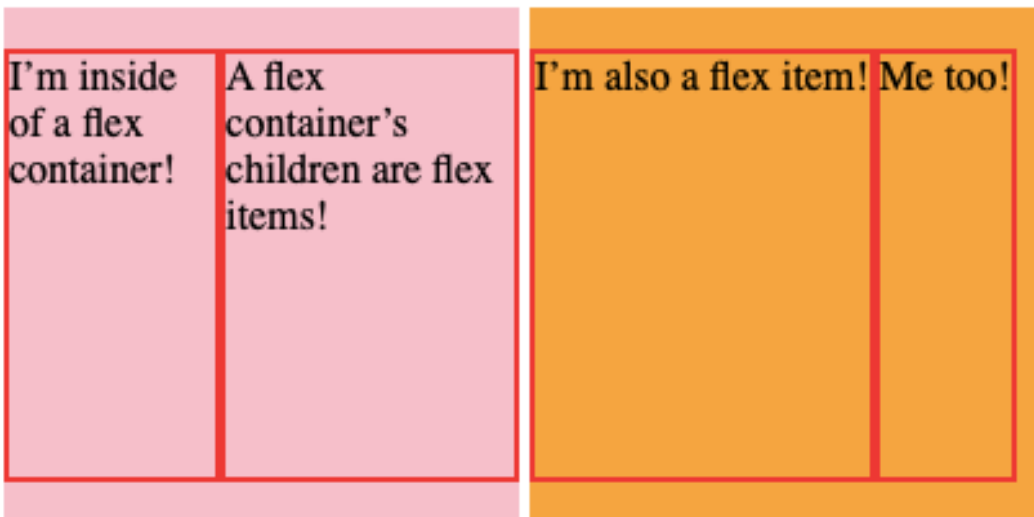 I’m inside
of a flex
container!
A flex
container’s
children are flex
items!
I’m also a flex item!
Me too!